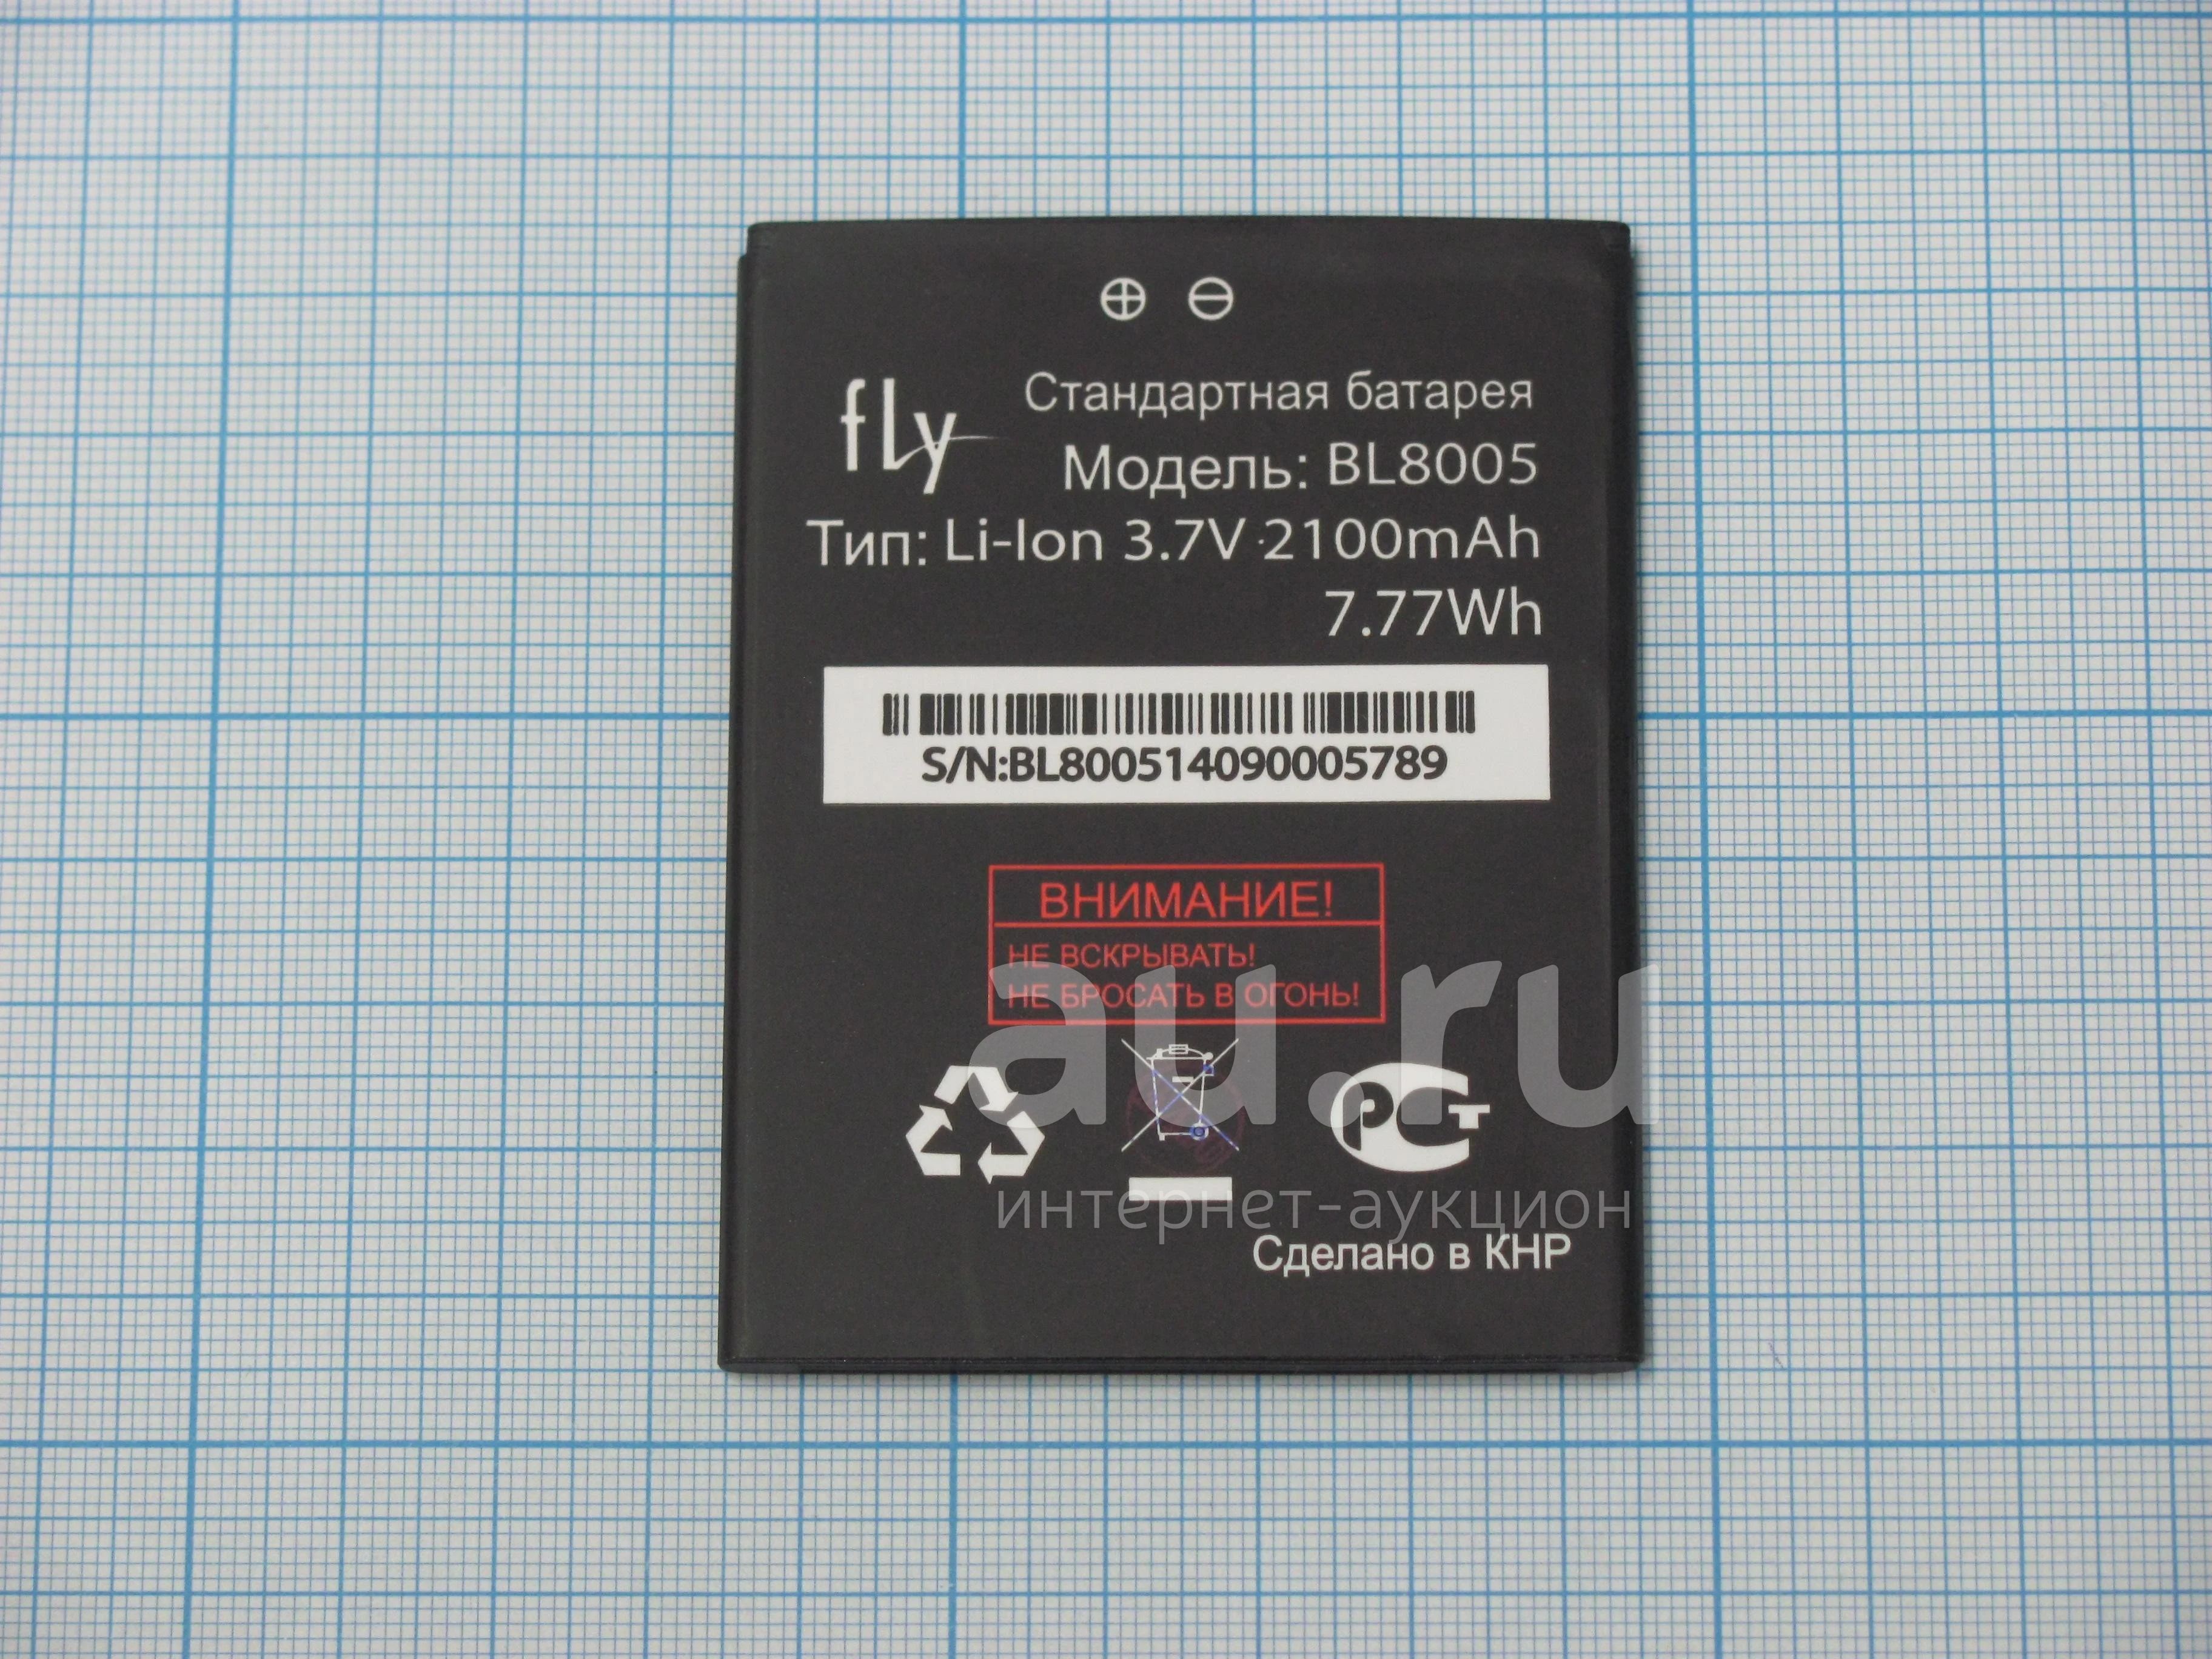 fly
Стандартная батарея
Модель: BL8005
Тип: Li-Ion 3.7V 2100mAh
7.77Wh
S/N:BL800514090005789
ВНИМАНИЕ!
НЕ ВСКРЫВАТЬ!
НЕ БРОСАТЬ В ОГОНЬ!
au.ru
РСТ
интернет-аукцион
Сделано в КНР